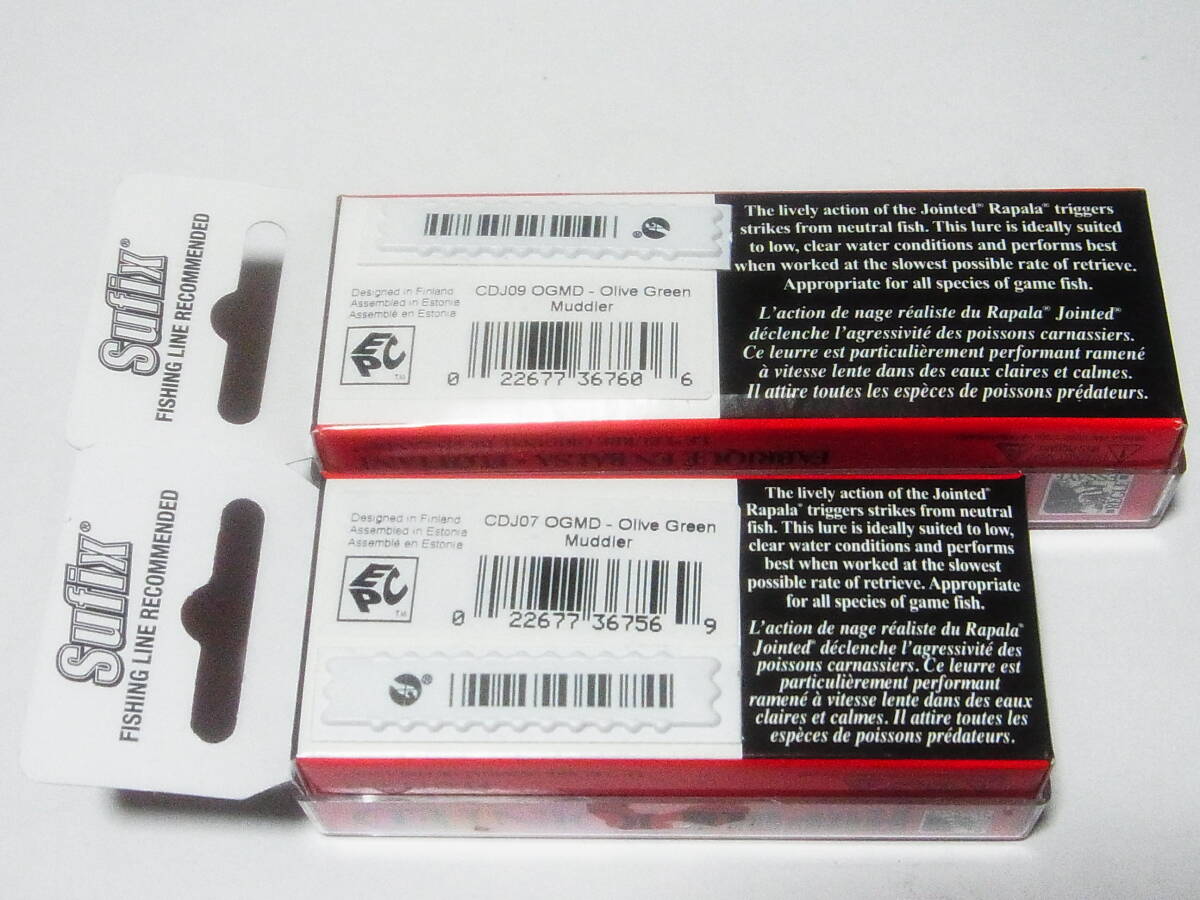 Sufix®
FISHING LINE RECOMMENDED
Designed in Finland
Assembled in Estonia
Assemblé en Estonie
CDJ09 OGMD - Olive Green
Muddler
EPC™
0 22677 36760 6
The lively action of the Jointed® Rapala® triggers
strikes from neutral fish. This lure is ideally suited
to low, clear water conditions and performs best
when worked at the slowest possible rate of retrieve.
Appropriate for all species of game fish.
L'action de nage réaliste du Rapala® Jointed®
déclenche l'agressivité des poissons carnassiers.
Ce leurre est particulièrement performant ramené
à vitesse lente dans des eaux claires et calmes.
Il attire toutes les espèces de poissons prédateurs.
Sufix®
FISHING LINE RECOMMENDED
Designed in Finland
Assembled in Estonia
Assemblé en Estonie
CDJ07 OGMD - Olive Green
Muddler
EPC™
0 22677 36756 9
The lively action of the Jointed®
Rapala® triggers strikes from neutral
fish. This lure is ideally suited to low,
clear water conditions and performs
best when worked at the slowest
possible rate of retrieve. Appropriate
for all species of game fish.
L'action de nage réaliste du Rapala®
Jointed® déclenche l'agressivité des
poissons carnassiers. Ce leurre est
particulièrement performant
ramené à vitesse lente dans des eaux
claires et calmes. Il attire toutes les
espèces de poissons prédateurs.